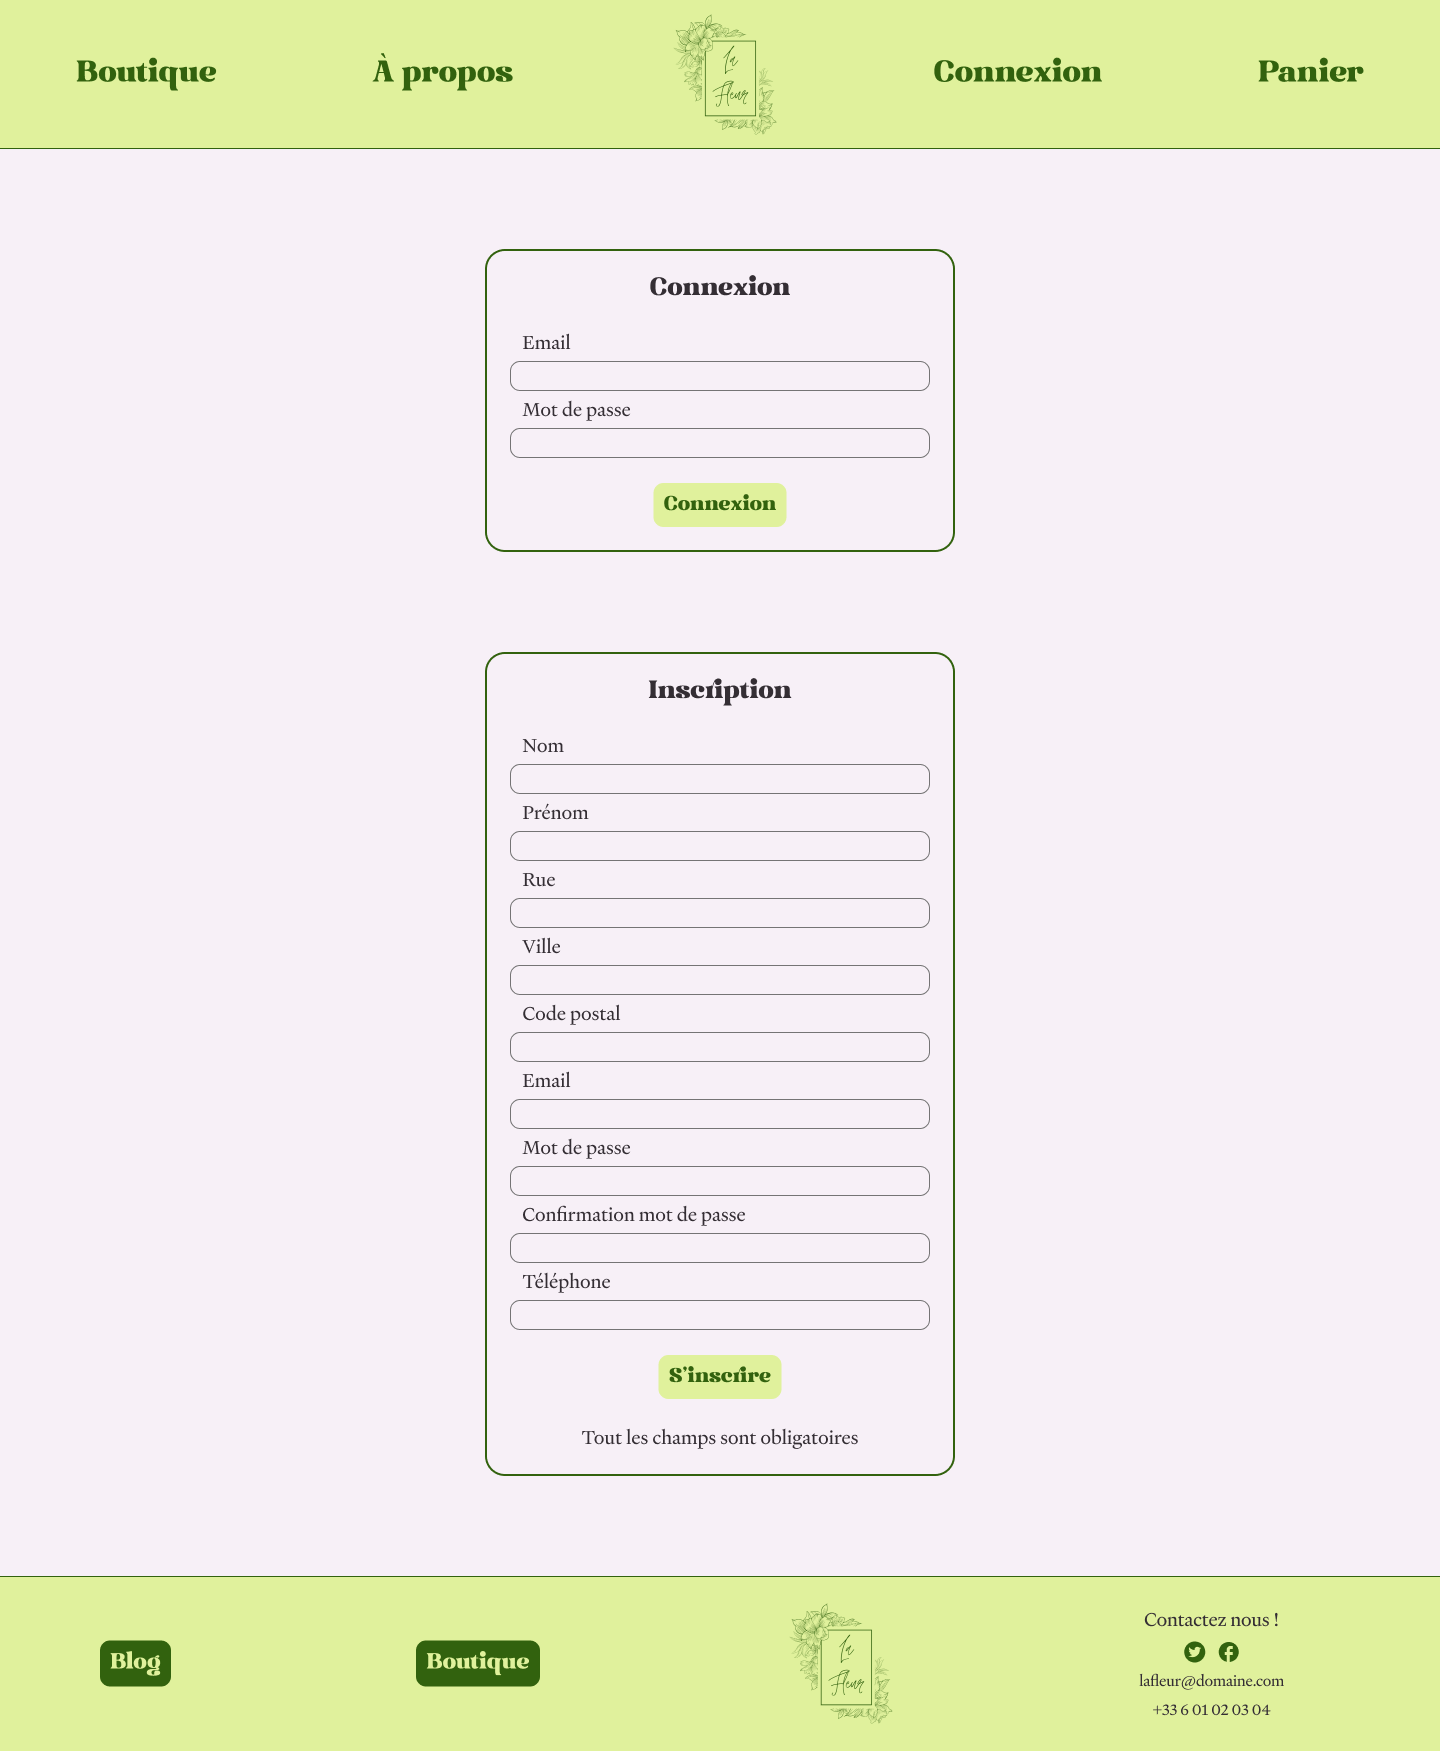 Boutique
À propos
La
Fleur
Connexion
Panier
Connexion
Email
Mot de passe
Connexion
Inscription
Nom
Prénom
Rue
Ville
Code postal
Email
Mot de passe
Confirmation mot de passe
Téléphone
S'inscrire
Tout les champs sont obligatoires
Blog
Boutique
La
Fleur
Contactez nous !
lafleur@domaine.com
+33 6 01 02 03 04